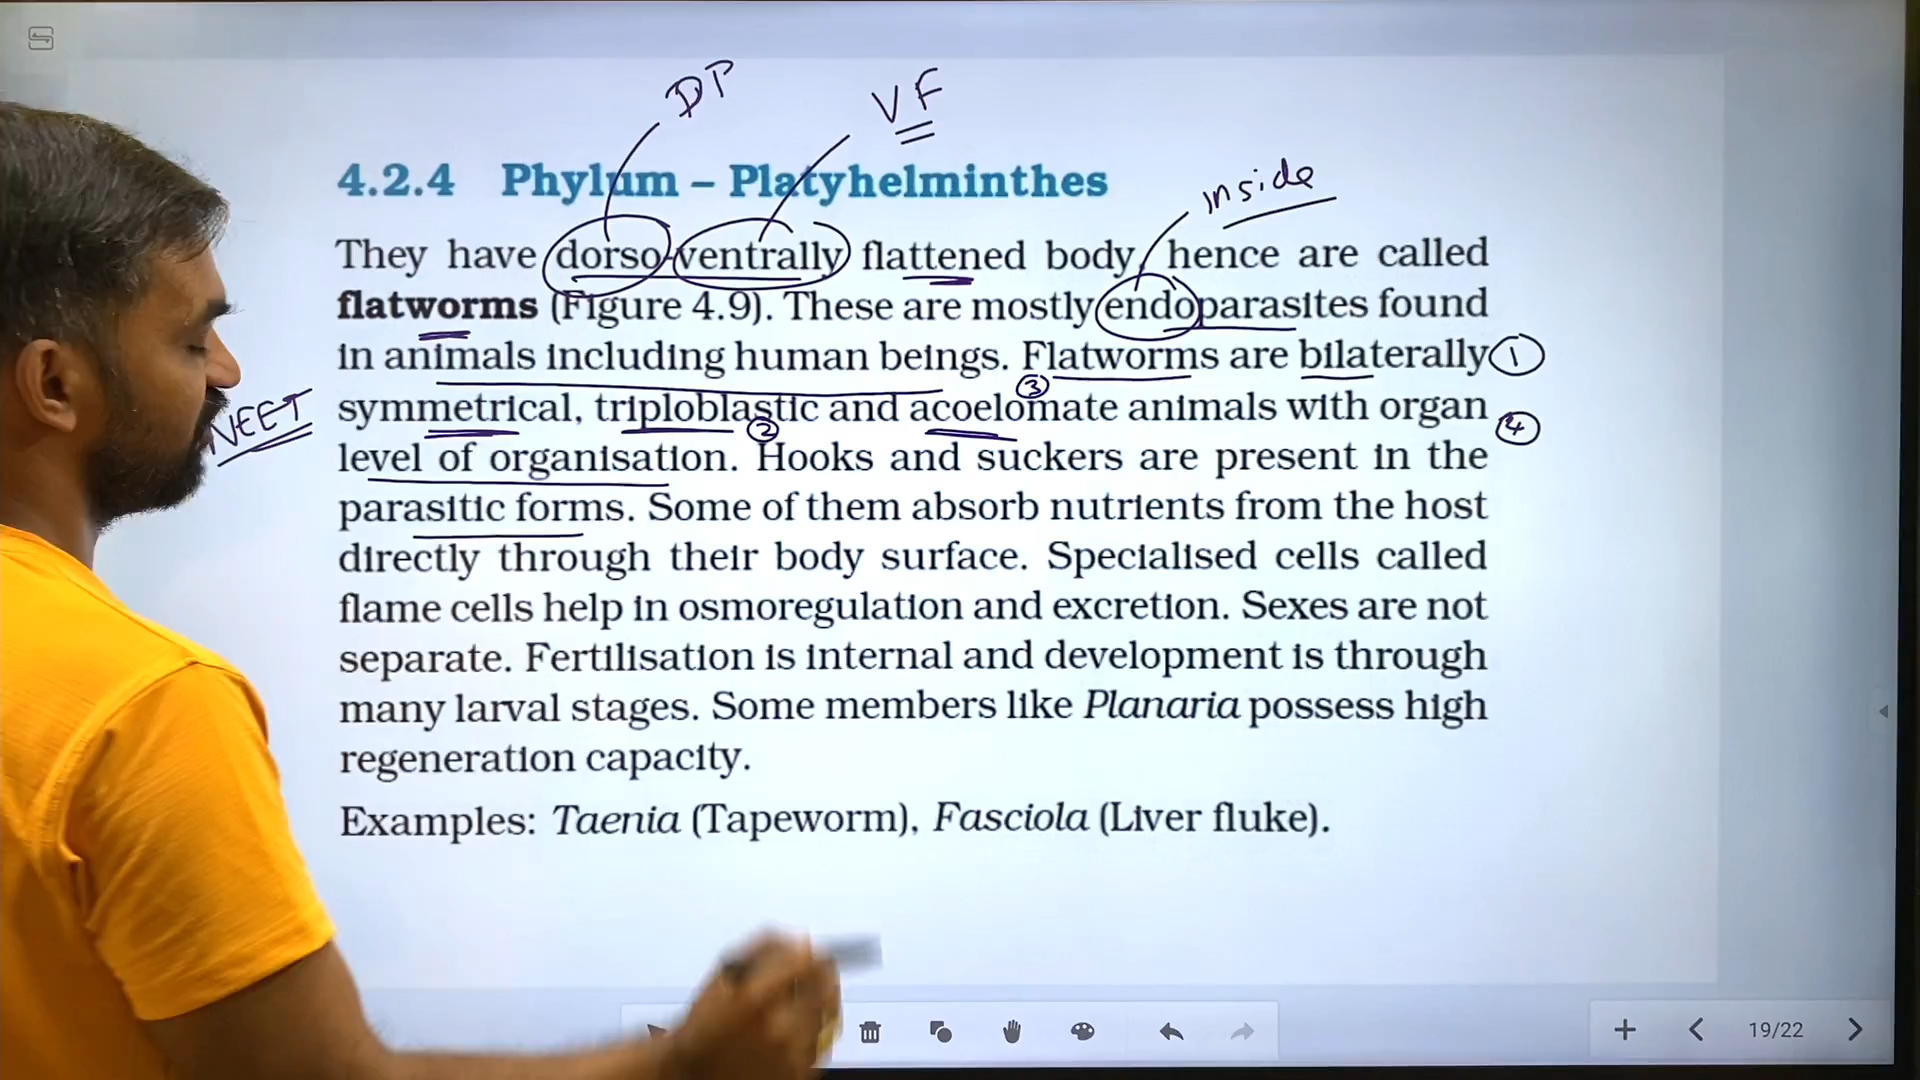 DP
VF
4.2.4 Phylum – Platyhelminthes
inside
They have dorso-ventrally flattened body, hence are called
flatworms (Figure 4.9). These are mostly endoparasites found
in animals including human beings. Flatworms are bilaterally 1
3
NEET
symmetrical, triploblastic and acoelomate animals with organ 4
2
level of organisation. Hooks and suckers are present in the
parasitic forms. Some of them absorb nutrients from the host
directly through their body surface. Specialised cells called
flame cells help in osmoregulation and excretion. Sexes are not
separate. Fertilisation is internal and development is through
many larval stages. Some members like Planaria possess high
regeneration capacity.
Examples: Taenia (Tapeworm), Fasciola (Liver fluke).
19/22